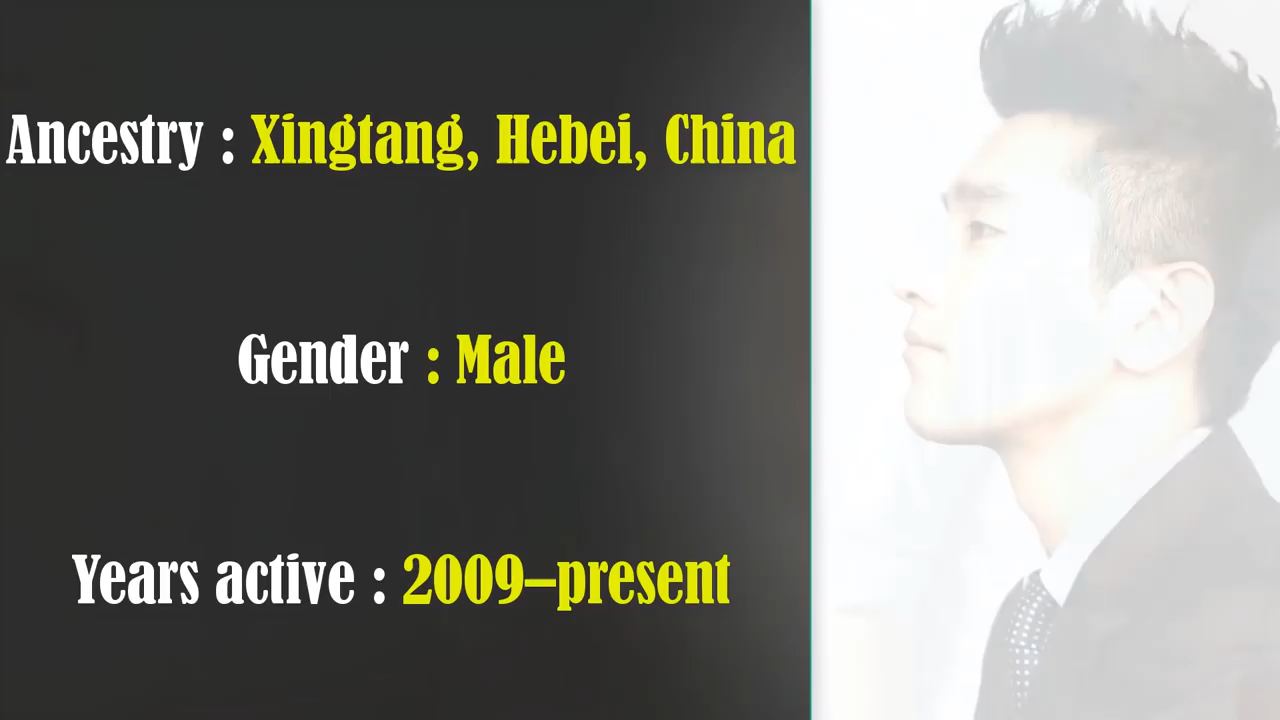 Ancestry : Xingtang, Hebei, China
Gender : Male
Years active : 2009–present